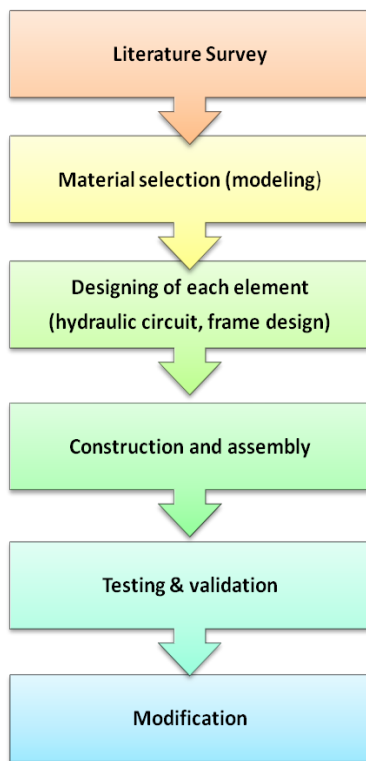 Literature Survey
Material selection (modeling)
Designing of each element
(hydraulic circuit, frame design)
Construction and assembly
Testing & validation
Modification